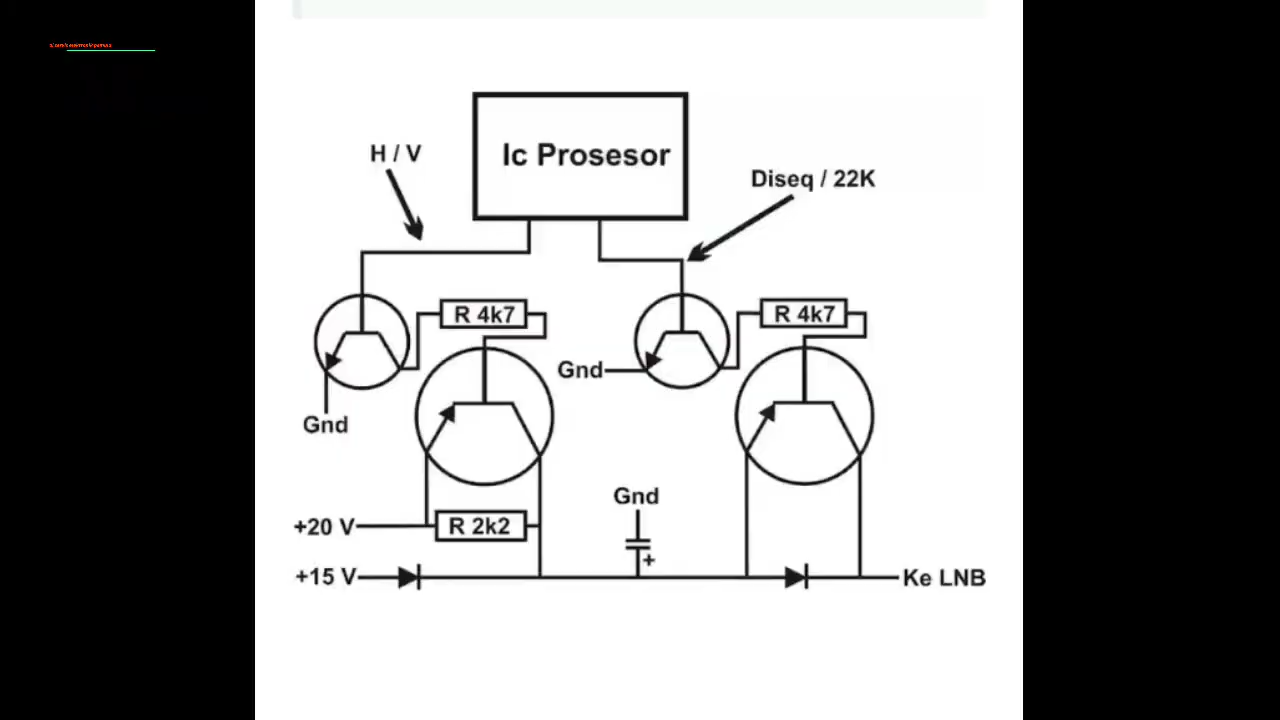 Ic Prosesor
H / V
Diseq / 22K
R 4k7
R 4k7
Gnd
Gnd
Gnd
+20 V
R 2k2
+
+15 V
Ke LNB